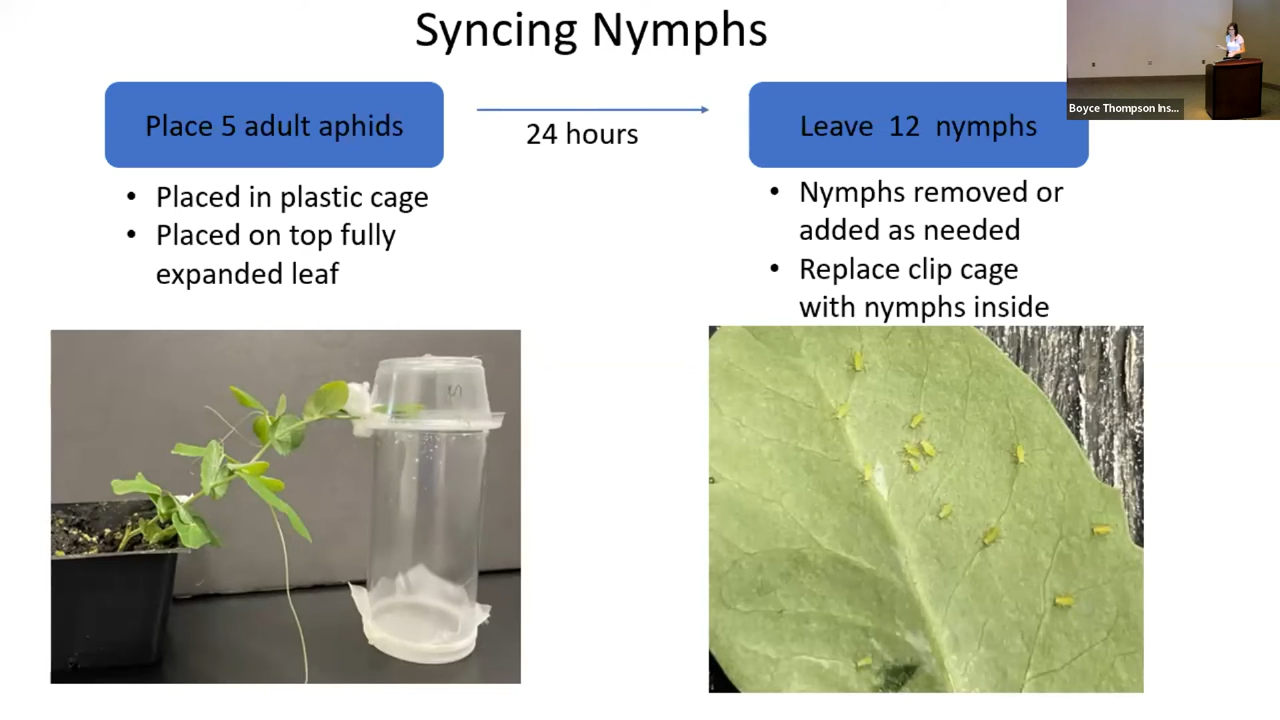 Syncing Nymphs
Place 5 adult aphids
24 hours
Leave 12 nymphs
Boyce Thompson Ins...
• Placed in plastic cage
• Placed on top fully
expanded leaf
• Nymphs removed or
added as needed
• Replace clip cage
with nymphs inside
5